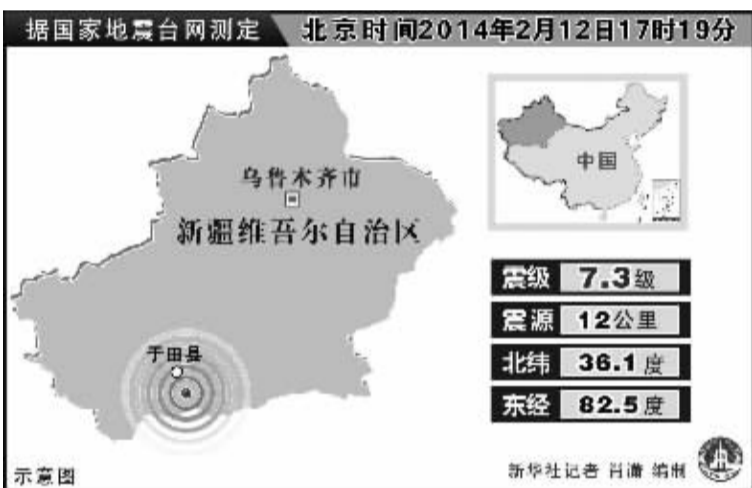 据国家地震台网测定 北京时间2014年2月12日17时19分
乌鲁木齐市
新疆维吾尔自治区
于田县
中国
震级 7.3级
震源 12公里
北纬 36.1度
东经 82.5度
示意图
新华社记者 肖潇 编制